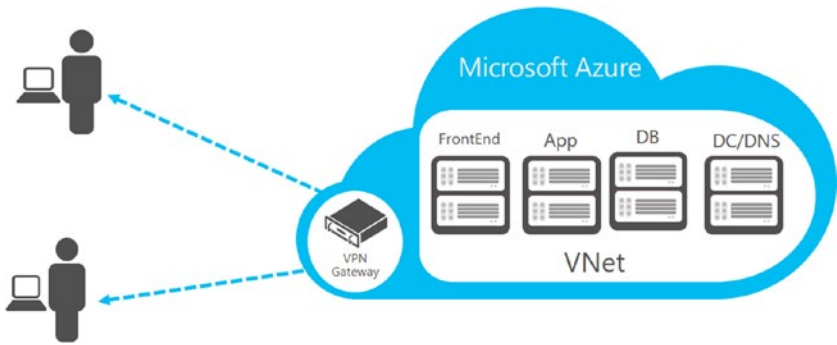 Microsoft Azure
FrontEnd
App
DB
DC/DNS
VPN
Gateway
VNet